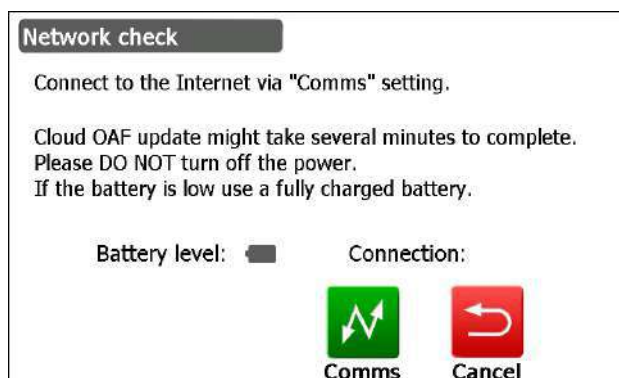 Network check
Connect to the Internet via "Comms" setting.
Cloud OAF update might take several minutes to complete.
Please DO NOT turn off the power.
If the battery is low use a fully charged battery.
Battery level: Connection:
Comms Cancel